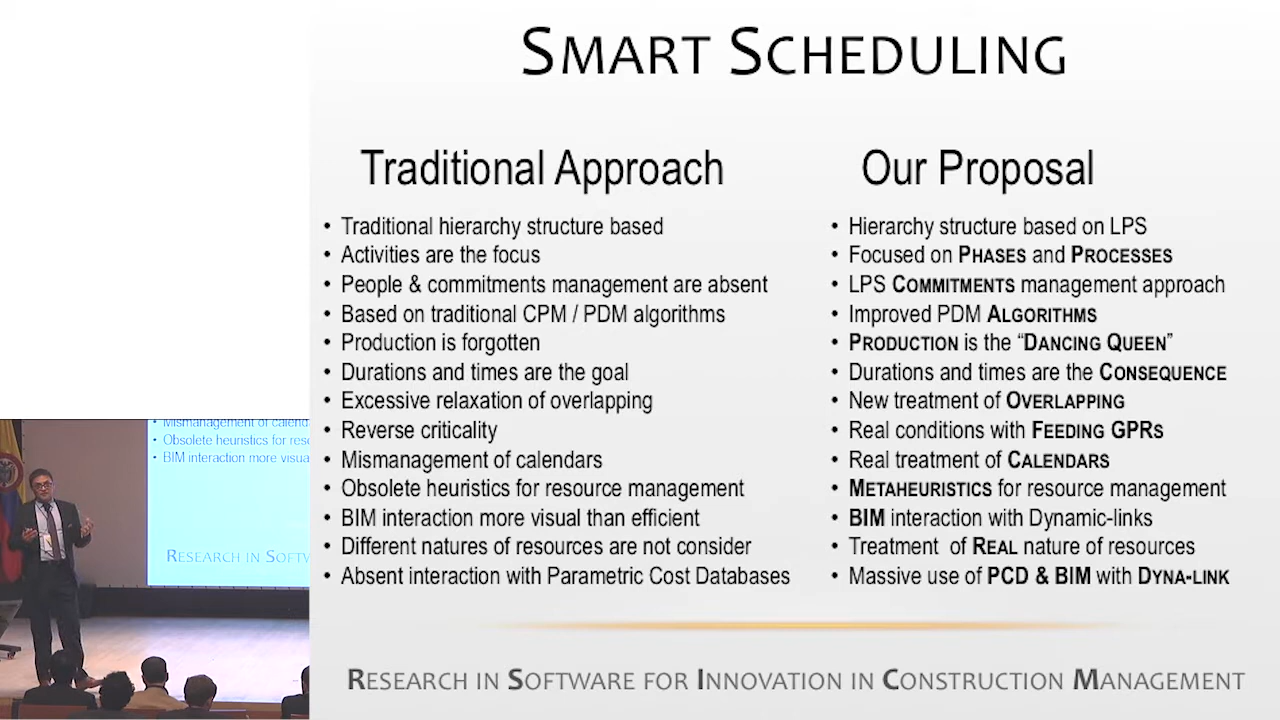 SMART SCHEDULING
Traditional Approach
• Traditional hierarchy structure based
• Activities are the focus
• People & commitments management are absent
• Based on traditional CPM / PDM algorithms
• Production is forgotten
• Durations and times are the goal
• Excessive relaxation of overlapping
• Reverse criticality
• Mismanagement of calendars
• Obsolete heuristics for resource management
• BIM interaction more visual than efficient
• Different natures of resources are not consider
• Absent interaction with Parametric Cost Databases
Our Proposal
• Hierarchy structure based on LPS
• Focused on PHASES and PROCESSES
• LPS COMMITMENTS management approach
• Improved PDM ALGORITHMS
• PRODUCTION is the “DANCING QUEEN”
• Durations and times are the CONSEQUENCE
• New treatment of OVERLAPPING
• Real conditions with FEEDING GPRS
• Real treatment of CALENDARS
• METAHEURISTICS for resource management
• BIM interaction with Dynamic-links
• Treatment of REAL nature of resources
• Massive use of PCD & BIM with DYNA-LINK
RESEARCH IN SOFTWARE FOR INNOVATION IN CONSTRUCTION MANAGEMENT
• Mismanagement of calend
• Obsolete heuristics for res
• BIM interaction more visua
RESEARCH IN SOFTW